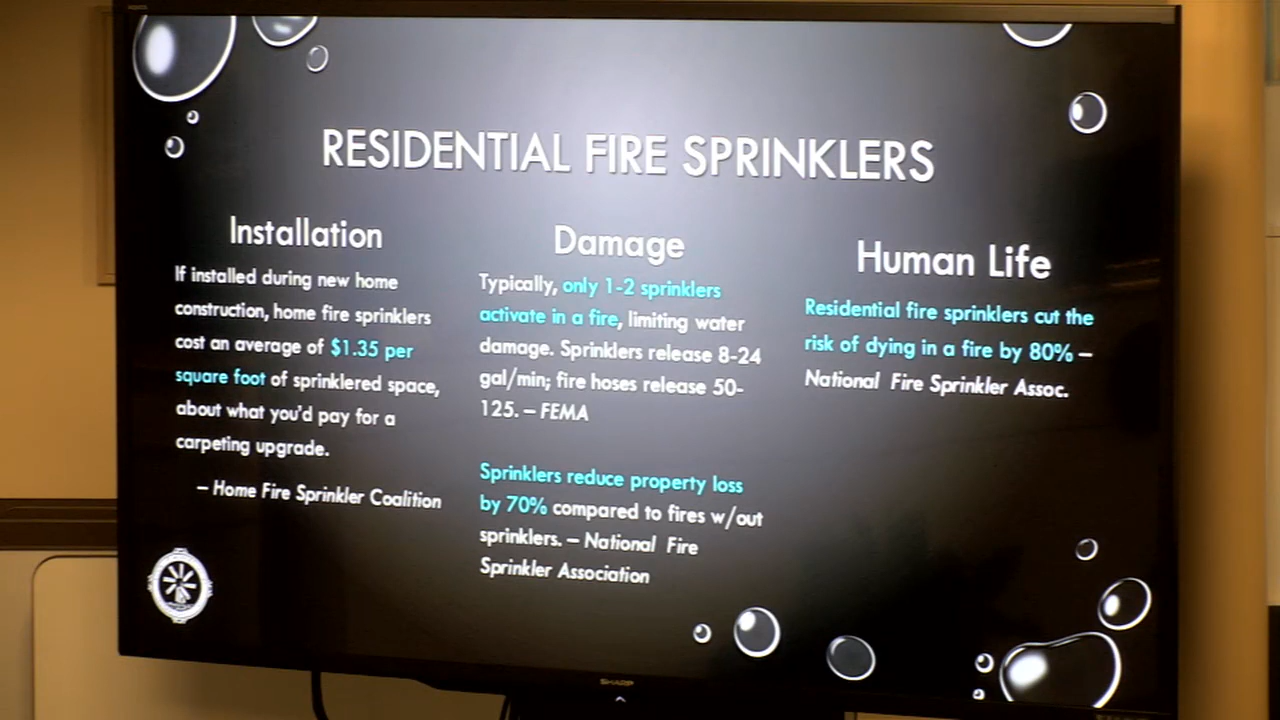 RESIDENTIAL FIRE SPRINKLERS
Installation
If installed during new home
construction, home fire sprinklers
cost an average of $1.35 per
square foot of sprinklered space,
about what you'd pay for a
carpeting upgrade.
– Home Fire Sprinkler Coalition
Damage
Typically, only 1-2 sprinklers
activate in a fire, limiting water
damage. Sprinklers release 8-24
gal/min; fire hoses release 50-
125. – FEMA
Sprinklers reduce property loss
by 70% compared to fires w/out
sprinklers. – National Fire
Sprinkler Association
Human Life
Residential fire sprinklers cut the
risk of dying in a fire by 80% –
National Fire Sprinkler Assoc.
SHARP